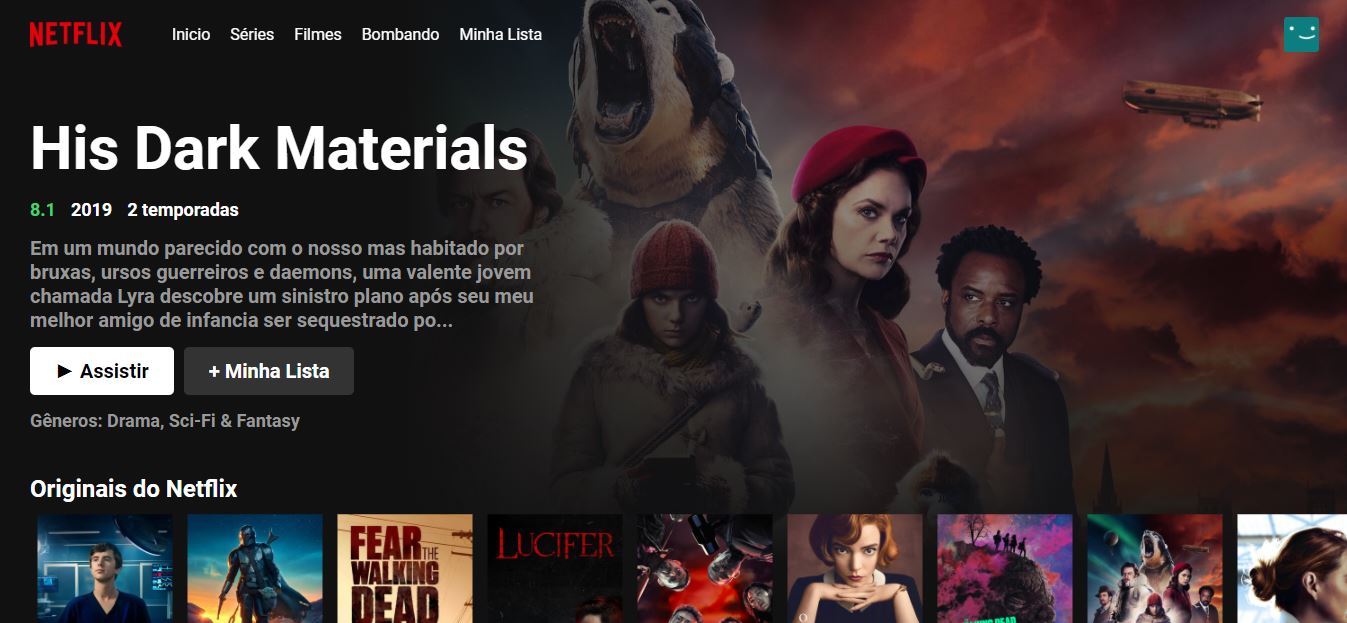 NETFLIX
Inicio Séries Filmes Bombando Minha Lista
His Dark Materials
8.1 2019 2 temporadas
Em um mundo parecido com o nosso mas habitado por
bruxas, ursos guerreiros e daemons, uma valente jovem
chamada Lyra descobre um sinistro plano após seu meu
melhor amigo de infancia ser sequestrado po...
► Assistir
+ Minha Lista
Gêneros: Drama, Sci-Fi & Fantasy
Originais do Netflix
FEAR THE
WALKING
DEAD
LUCIFER